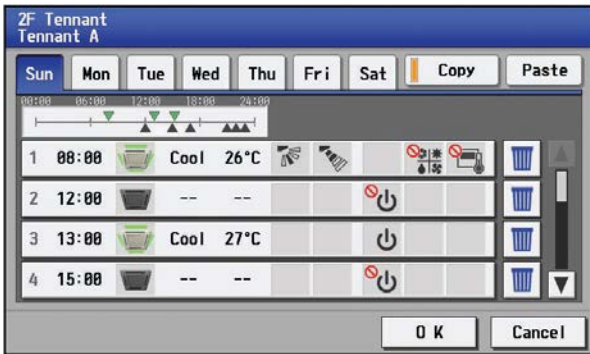 2F Tennant
Tennant A
Sun Mon Tue Wed Thu Fri Sat Copy Paste
00:00 06:00 12:00 18:00 24:00
1 08:00 Cool 26°C
2 12:00 -- --
3 13:00 Cool 27°C
4 15:00 -- --
OK Cancel